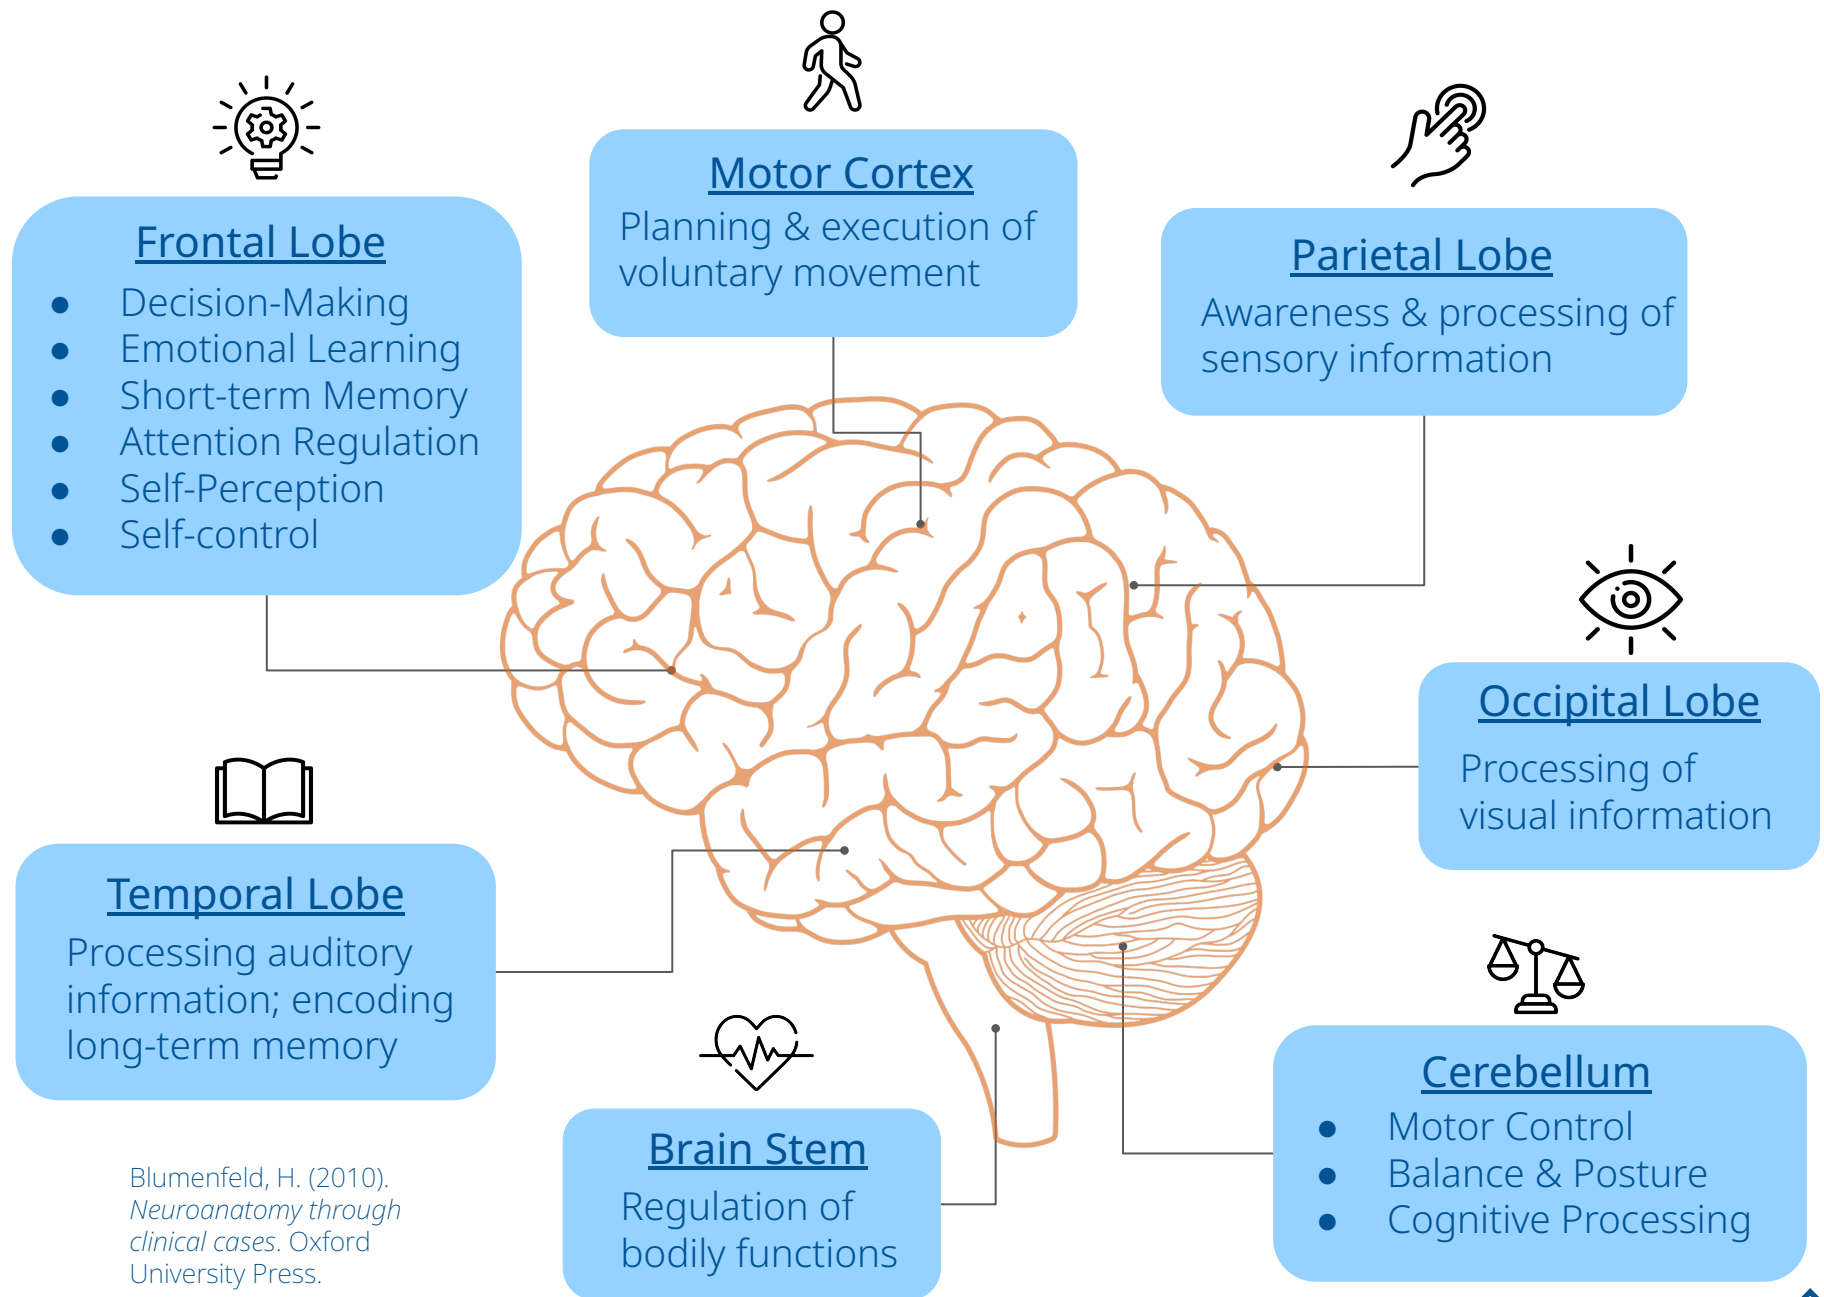 Motor Cortex
Planning & execution of
voluntary movement
Frontal Lobe
● Decision-Making
● Emotional Learning
● Short-term Memory
● Attention Regulation
● Self-Perception
● Self-control
Parietal Lobe
Awareness & processing of
sensory information
Occipital Lobe
Processing of
visual information
Temporal Lobe
Processing auditory
information; encoding
long-term memory
Brain Stem
Regulation of
bodily functions
Cerebellum
● Motor Control
● Balance & Posture
● Cognitive Processing
Blumenfeld, H. (2010).
Neuroanatomy through
clinical cases. Oxford
University Press.